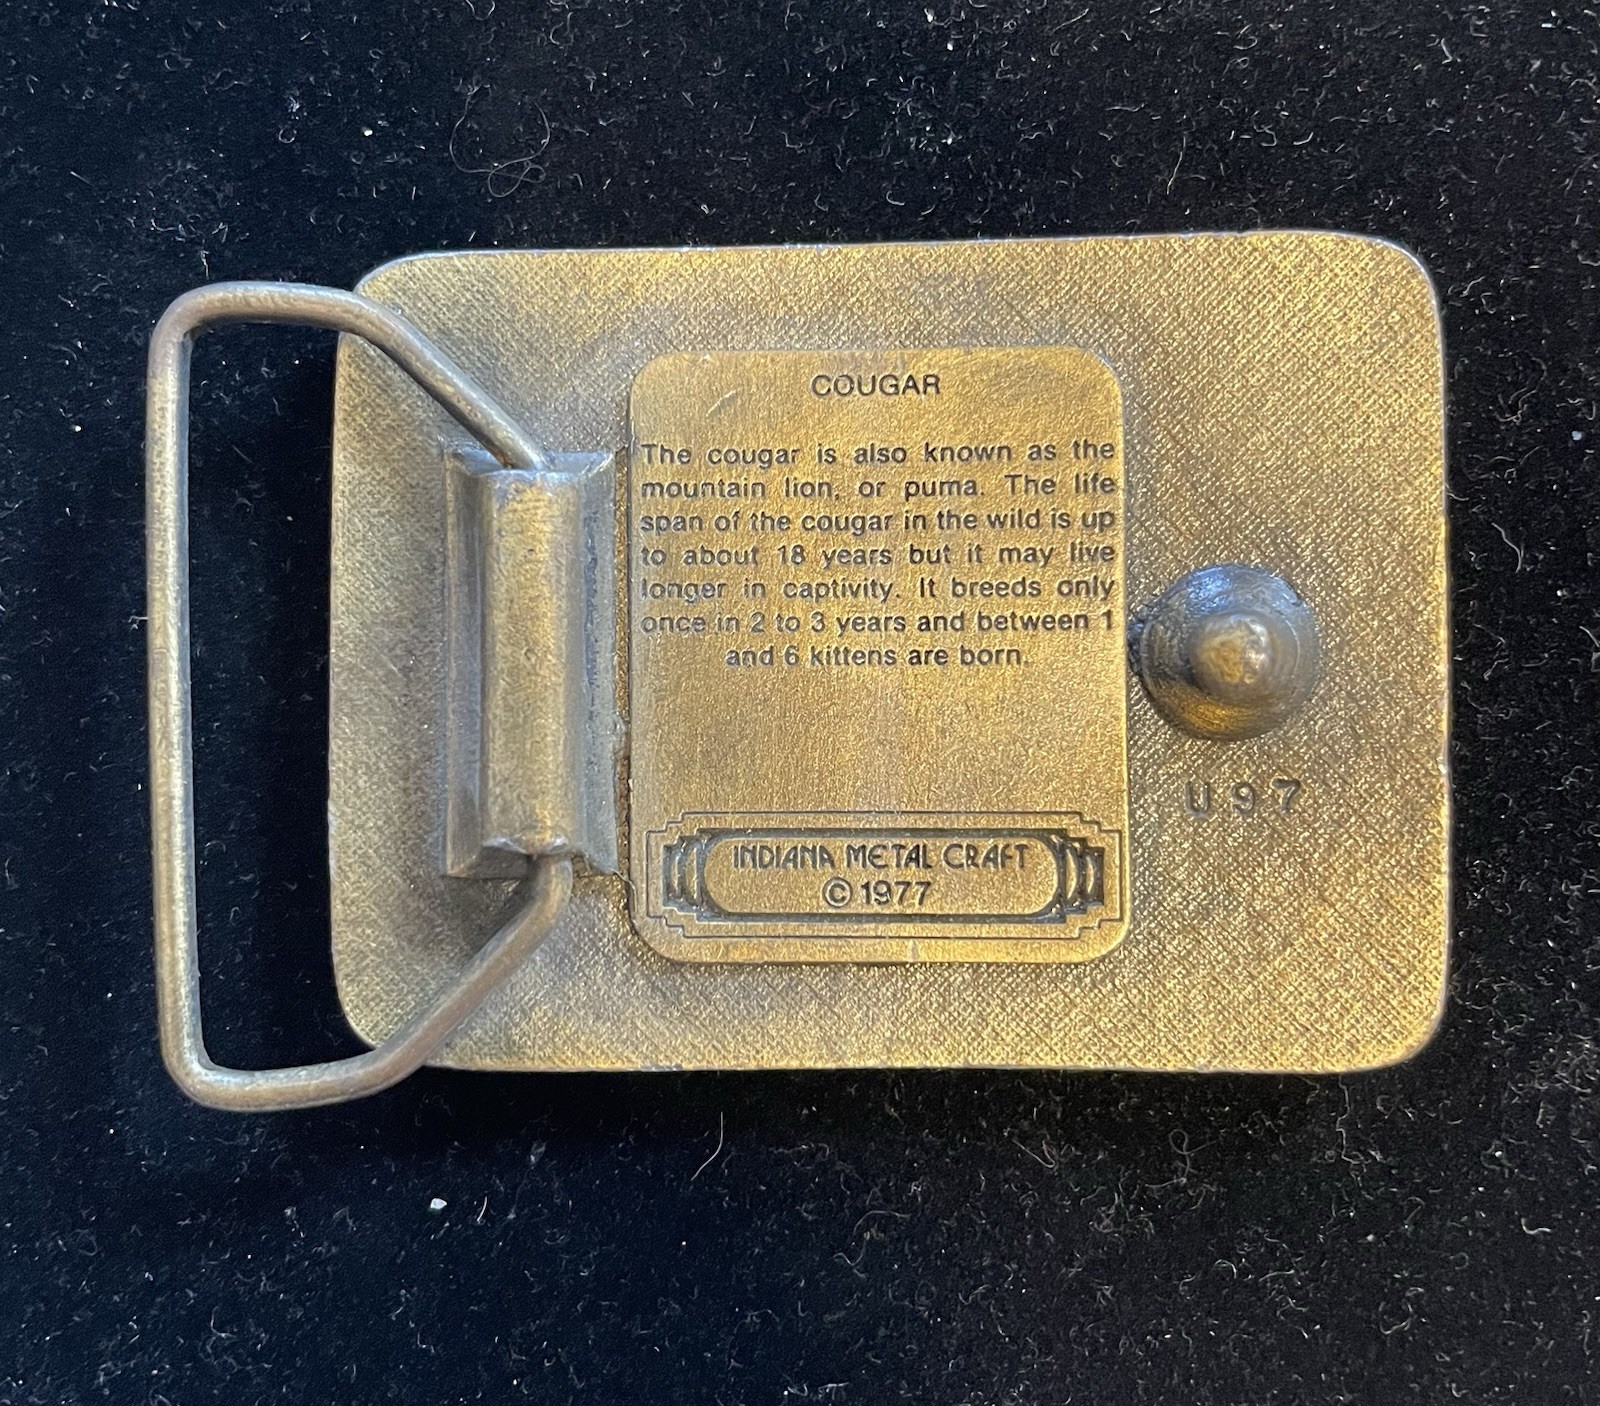 COUGAR
The cougar is also known as the
mountain lion, or puma. The life
span of the cougar in the wild is up
to about 18 years but it may live
longer in captivity. It breeds only
once in 2 to 3 years and between 1
and 6 kittens are born.
U97
INDIANA METAL CRAFT
© 1977